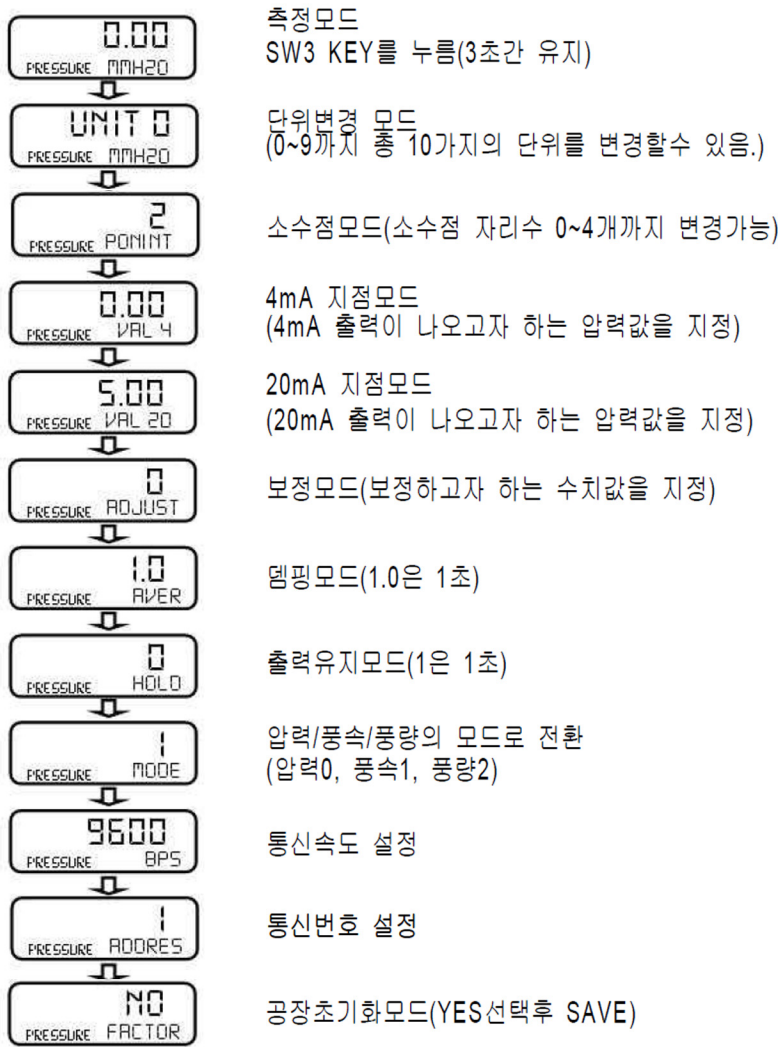 0.00
PRESSURE MMH2O
측정모드
SW3 KEY를 누름(3초간 유지)
UNIT 0
PRESSURE MMH2O
단위변경 모드
(0~9까지 총 10가지의 단위를 변경할수 있음.)
2
PRESSURE PONINT
소수점모드(소수점 자리수 0~4개까지 변경가능)
0.00
PRESSURE VAL 4
4mA 지점모드
(4mA 출력이 나오고자 하는 압력값을 지정)
5.00
PRESSURE VAL 20
20mA 지점모드
(20mA 출력이 나오고자 하는 압력값을 지정)
0
PRESSURE ADJUST
보정모드(보정하고자 하는 수치값을 지정)
1.0
PRESSURE AVER
뎀핑모드(1.0은 1초)
0
PRESSURE HOLD
출력유지모드(1은 1초)
1
PRESSURE MODE
압력/풍속/풍량의 모드로 전환
(압력0, 풍속1, 풍량2)
9600
PRESSURE BPS
통신속도 설정
1
PRESSURE ADDRES
통신번호 설정
NO
PRESSURE FACTOR
공장초기화모드(YES선택후 SAVE)